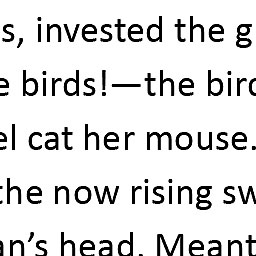 s, invested the g
e birds!—the bird
el cat her mouse.
the now rising sw
an's head. Meant